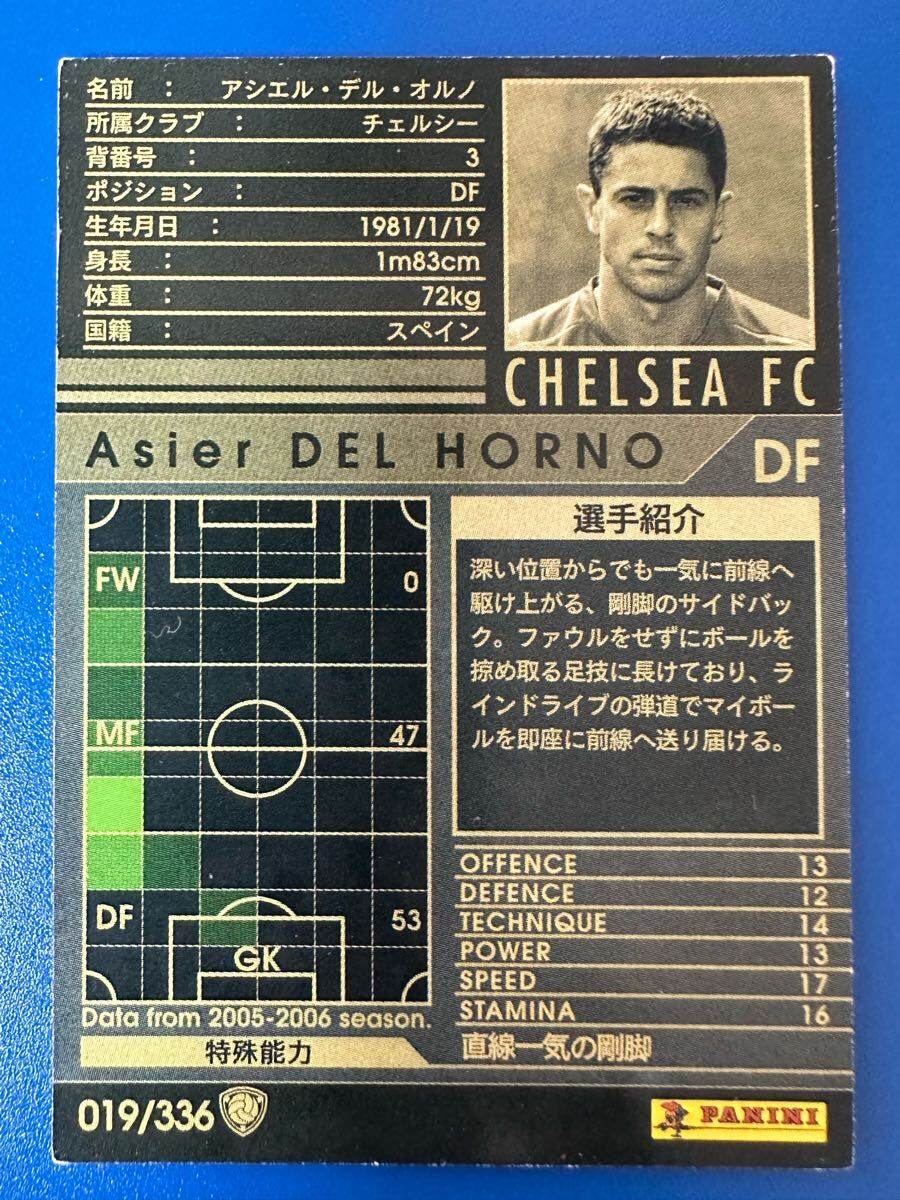 名前 ： アシエル・デル・オルノ
所属クラブ ： チェルシー
背番号 ： 3
ポジション ： DF
生年月日 ： 1981/1/19
身長 ： 1m83cm
体重 ： 72kg
国籍 ： スペイン
CHELSEA FC
Asier DEL HORNO
DF
FW 0
MF 47
DF 53
GK
Data from 2005-2006 season.
選手紹介
深い位置からでも一気に前線へ
駆け上がる、剛脚のサイドバッ
ク。ファウルをせずにボールを
掠め取る足技に長けており、ラ
インドライブの弾道でマイボー
ルを即座に前線へ送り届ける。
OFFENCE 13
DEFENCE 12
TECHNIQUE 14
POWER 13
SPEED 17
STAMINA 16
特殊能力 直線一気の剛脚
019/336
PANINI